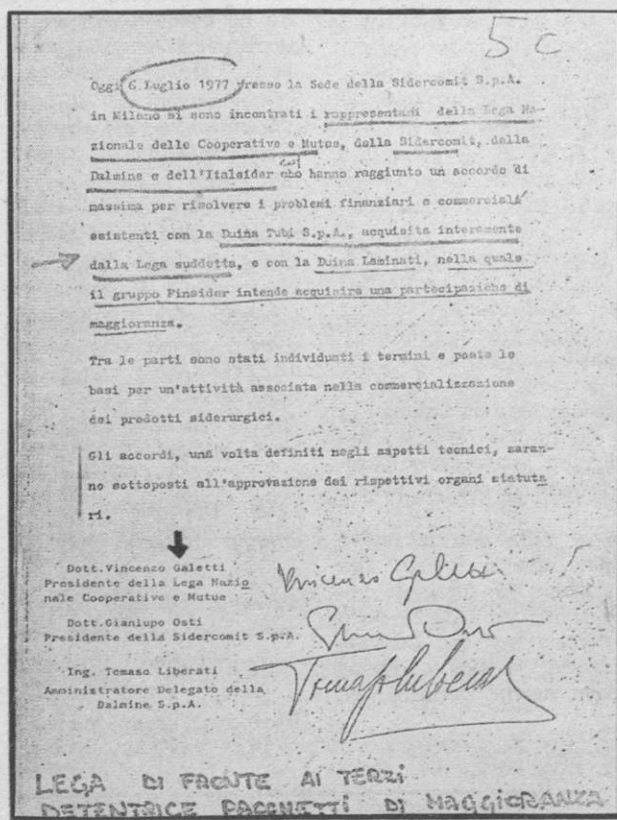 5 C
Oggi 6 Luglio 1977 presso la Sede della Sidercomit S.p.A.
in Milano si sono incontrati i rappresentanti della Lega Na-
zionale delle Cooperative e Mutue, della Sidercomit, della
Dalmine e dell'Italsider che hanno raggiunto un accordo di
massima per risolvere i problemi finanziari e commerciali
esistenti con la Duina Tubi S.p.A., acquisita interamente
dalla Lega suddetta, e con la Duina Laminati, nella quale
il gruppo Finsider intende acquisire una partecipazione di
maggioranza.
Tra le parti sono stati individuati i termini e poste le
basi per un'attività associata nella commercializzazione
dei prodotti siderurgici.
Gli accordi, una volta definiti negli aspetti tecnici, saran-
no sottoposti all'approvazione dei rispettivi organi statuta
ri.
Dott.Vincenzo Galetti
Presidente della Lega Nazio
nale Cooperative e Mutue
Vincenzo Galetti
Dott.Gianlupo Osti
Presidente della Sidercomit S.p.A.
Ing. Tomaso Liberati
Amministratore Delegato della
Dalmine S.p.A.
Tomaso Liberati
LEGA DI FRONTE AI TERZI
DETENTRICE PACCHETTI DI MAGGIORANZA